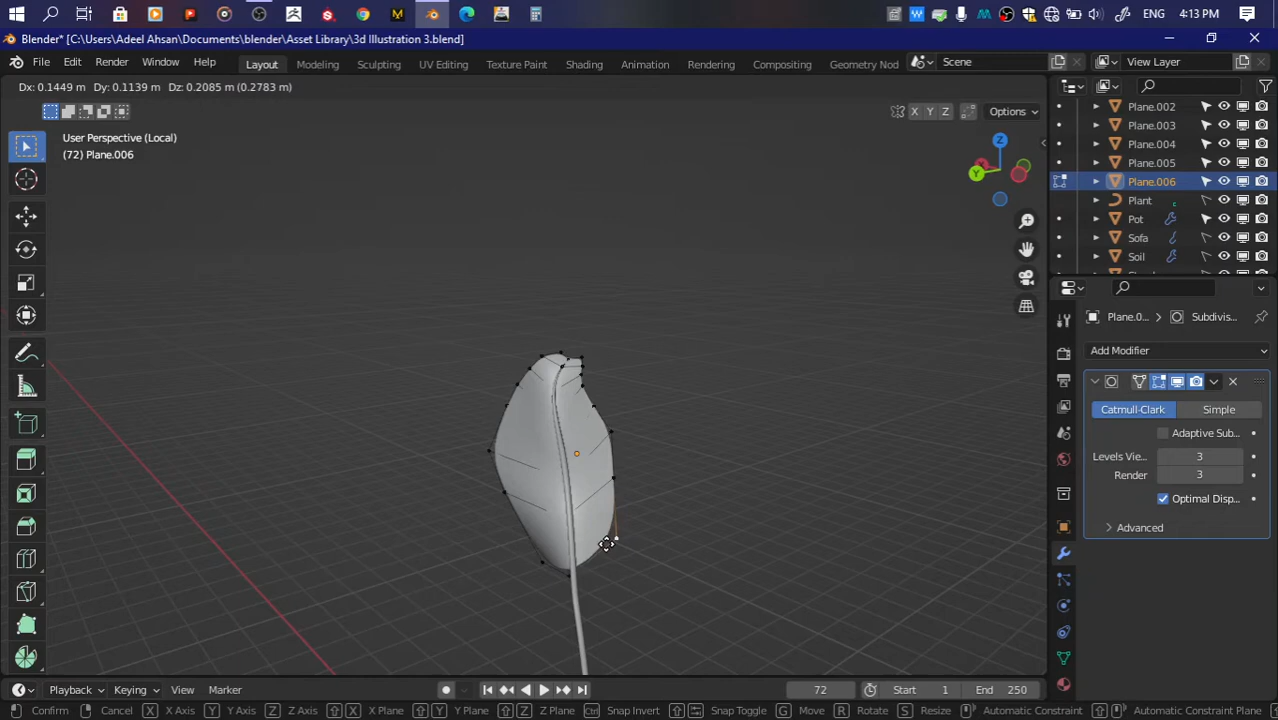 ENG 4:13 PM
Blender* [C:\Users\Adeel Ahsan\Documents\blender\Asset Library\3d Illustration 3.blend]
File Edit Render Window Help Layout Modeling Sculpting UV Editing Texture Paint Shading Animation Rendering Compositing Geometry Nod Scene View Layer
Dx: 0.1449 m Dy: 0.1139 m Dz: 0.2085 m (0.2783 m)
X Y Z Options
User Perspective (Local)
(72) Plane.006
Z
Y
Plane.002
Plane.003
Plane.004
Plane.005
Plane.006
Plant
Pot
Sofa
Soil
Plane.0... Subdivis...
Add Modifier
Catmull-Clark Simple
Adaptive Sub...
Levels Vie... 3
Render 3
Optimal Disp...
Advanced
Playback Keying View Marker 72 Start 1 End 250
Confirm Cancel X X Axis Y Y Axis Z Z Axis X X Plane Y Y Plane Z Z Plane Ctrl Snap Invert Snap Toggle G Move R Rotate S Resize Automatic Constraint Automatic Constraint Plane